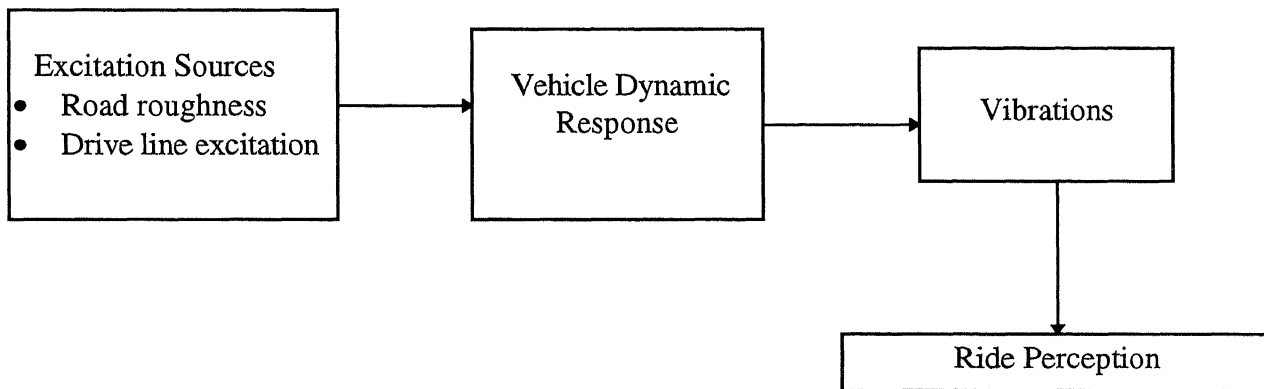 Excitation Sources
• Road roughness
• Drive line excitation
Vehicle Dynamic
Response
Vibrations
Ride Perception